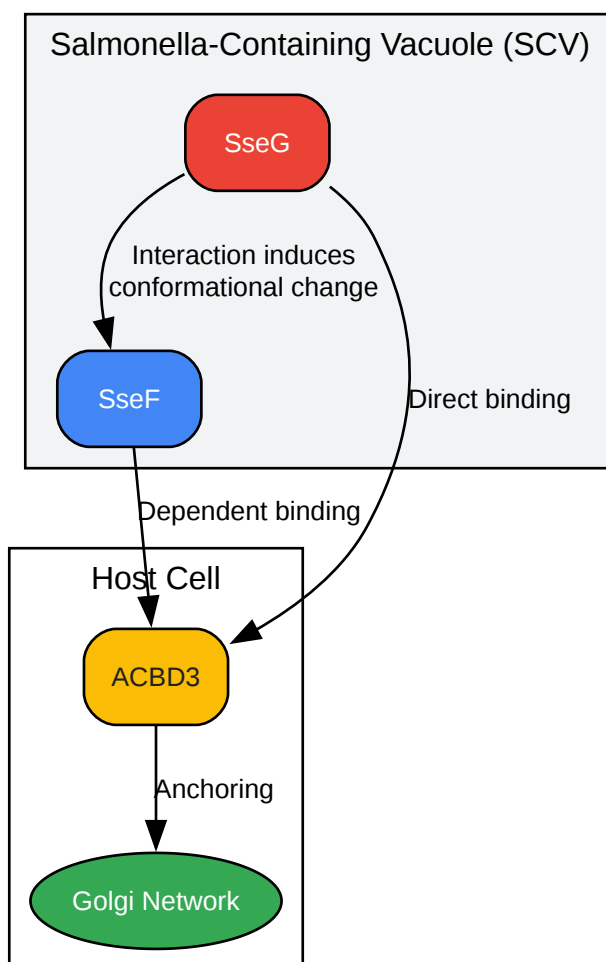 Salmonella-Containing Vacuole (SCV)
SseG
Interaction induces
conformational change
SseF
Direct binding
Dependent binding
Host Cell
ACBD3
Anchoring
Golgi Network